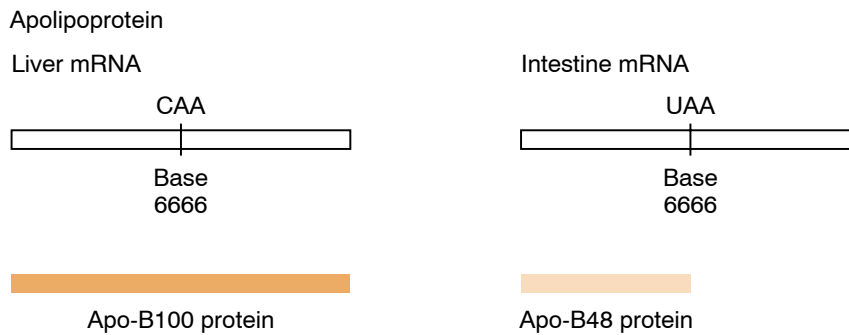 Apolipoprotein
Liver mRNA
Intestine mRNA
CAA
UAA
Base
6666
Base
6666
Apo-B100 protein
Apo-B48 protein